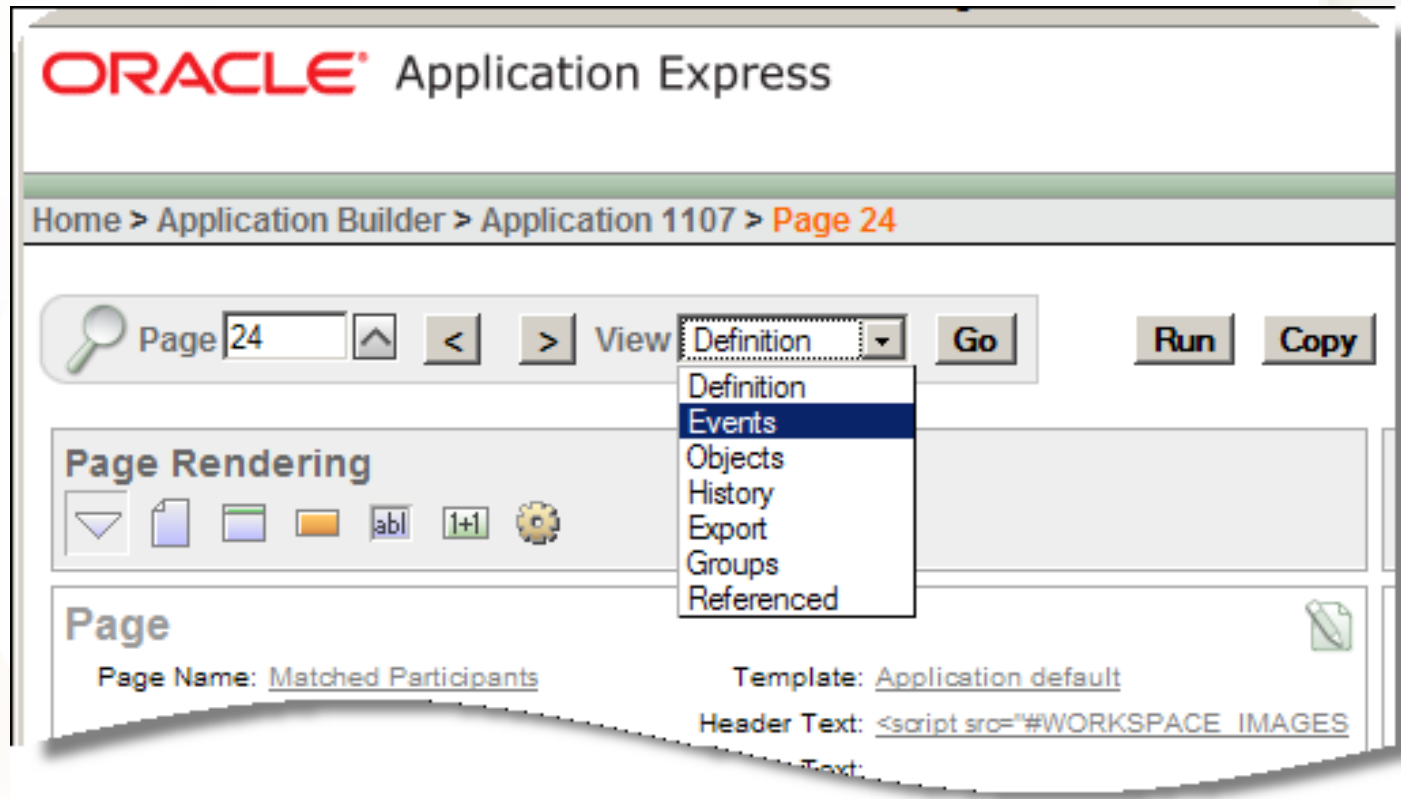 ORACLE Application Express
Home > Application Builder > Application 1107 > Page 24
Page 24 < > View Definition Go Run Copy
Definition
Events
Objects
History
Export
Groups
Referenced
Page Rendering
abl 1+1
Page
Page Name: Matched Participants Template: Application default
Header Text: <script src="#WORKSPACE_IMAGES
Text: